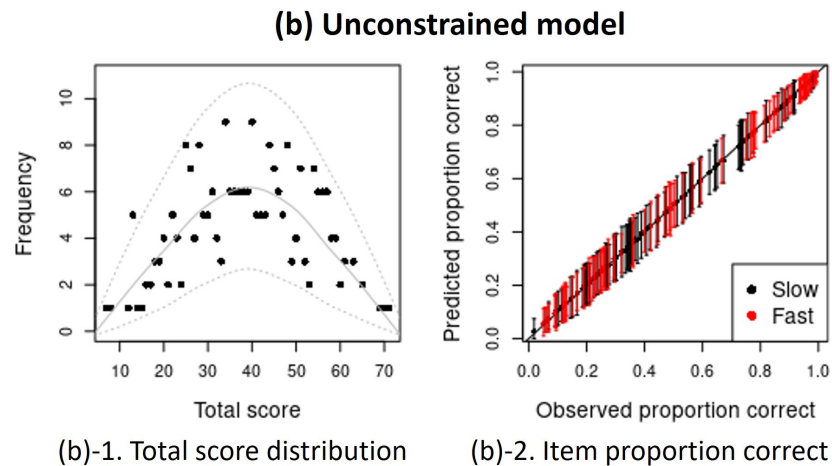 (b) Unconstrained model
Frequency
0
2
4
6
8
10
10 20 30 40 50 60 70
Total score
(b)-1. Total score distribution
Predicted proportion correct
0.0
0.2
0.4
0.6
0.8
1.0
0.0 0.2 0.4 0.6 0.8 1.0
Slow
Fast
Observed proportion correct
(b)-2. Item proportion correct